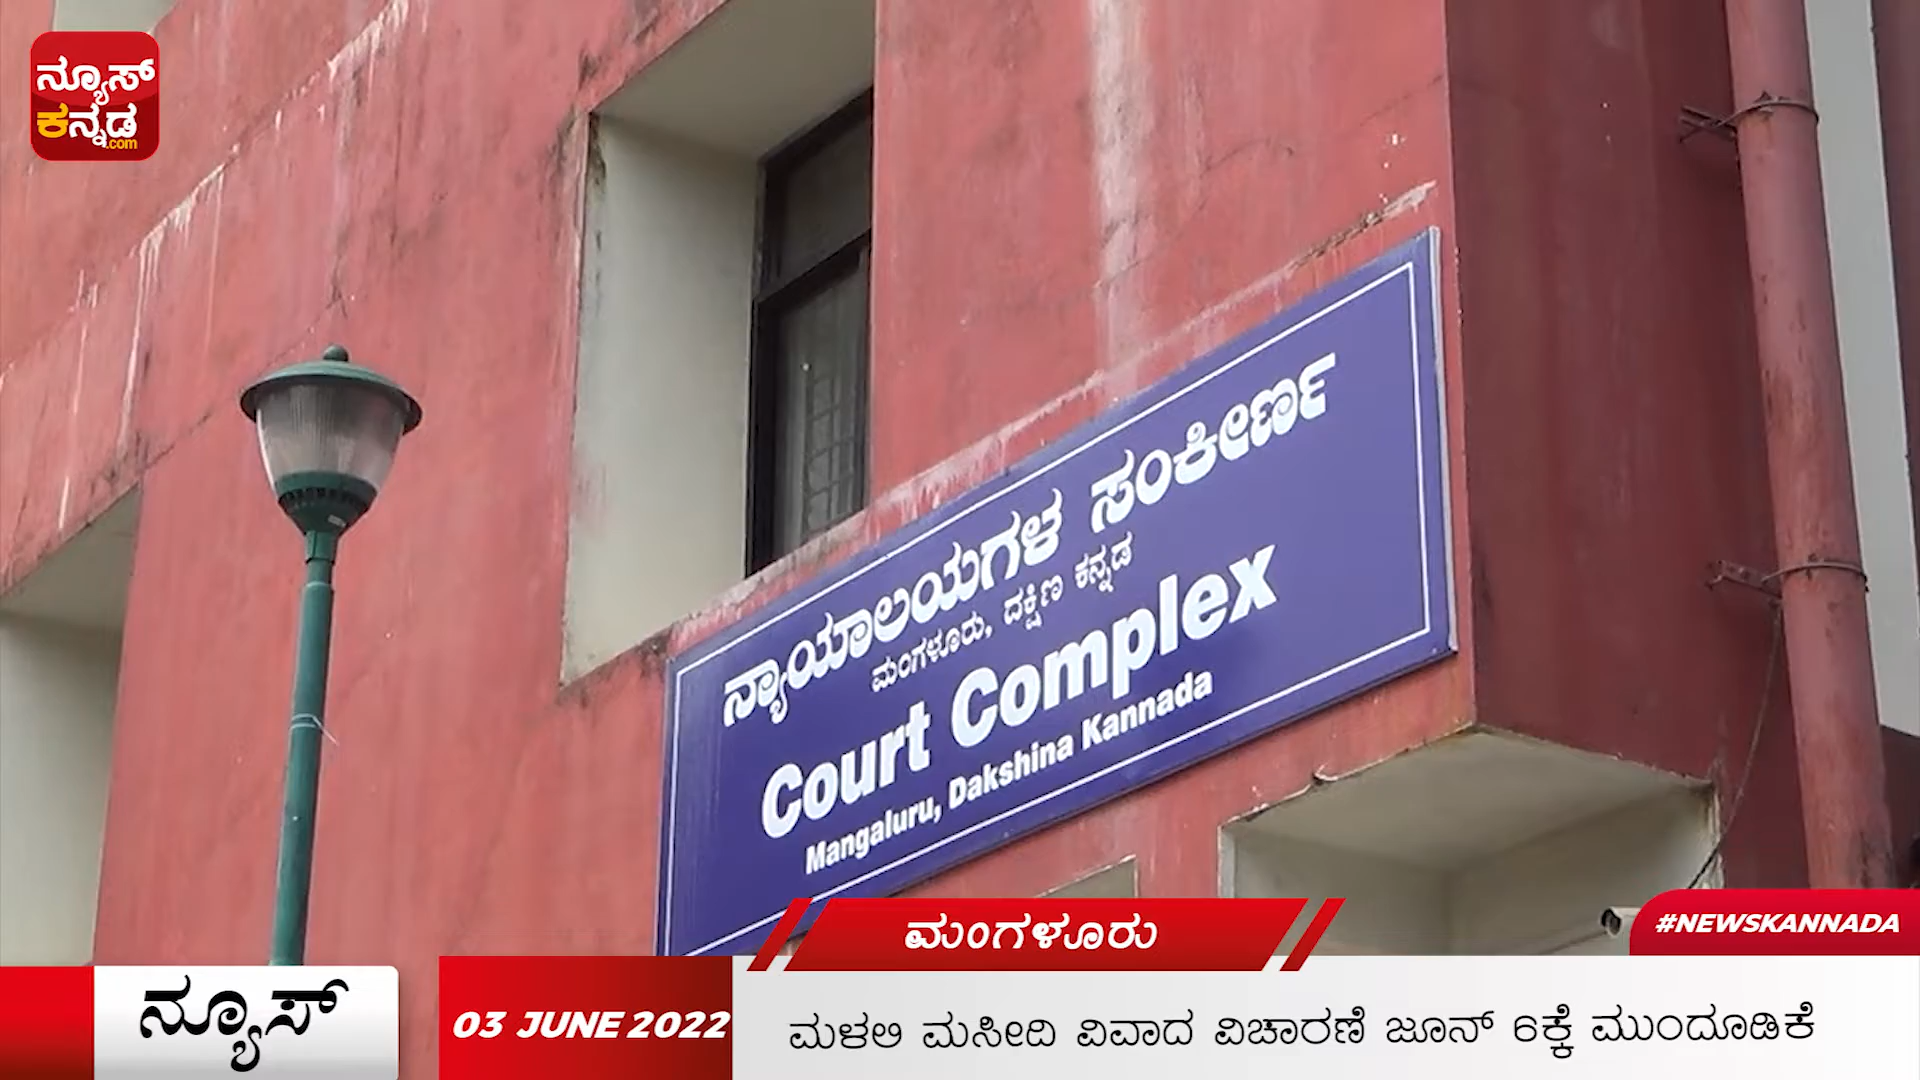 ನ್ಯೂಸ್
ಕನ್ನಡ
.com
ನ್ಯಾಯಾಲಯಗಳ ಸಂಕೀರ್ಣ
ಮಂಗಳೂರು, ದಕ್ಷಿಣ ಕನ್ನಡ
Court Complex
Mangaluru, Dakshina Kannada
ಮಂಗಳೂರು
#NEWSKANNADA
ನ್ಯೂಸ್
03 JUNE 2022
ಮಳಲಿ ಮಸೀದಿ ವಿವಾದ ವಿಚಾರಣೆ ಜೂನ್ 6ಕ್ಕೆ ಮುಂದೂಡಿಕೆ